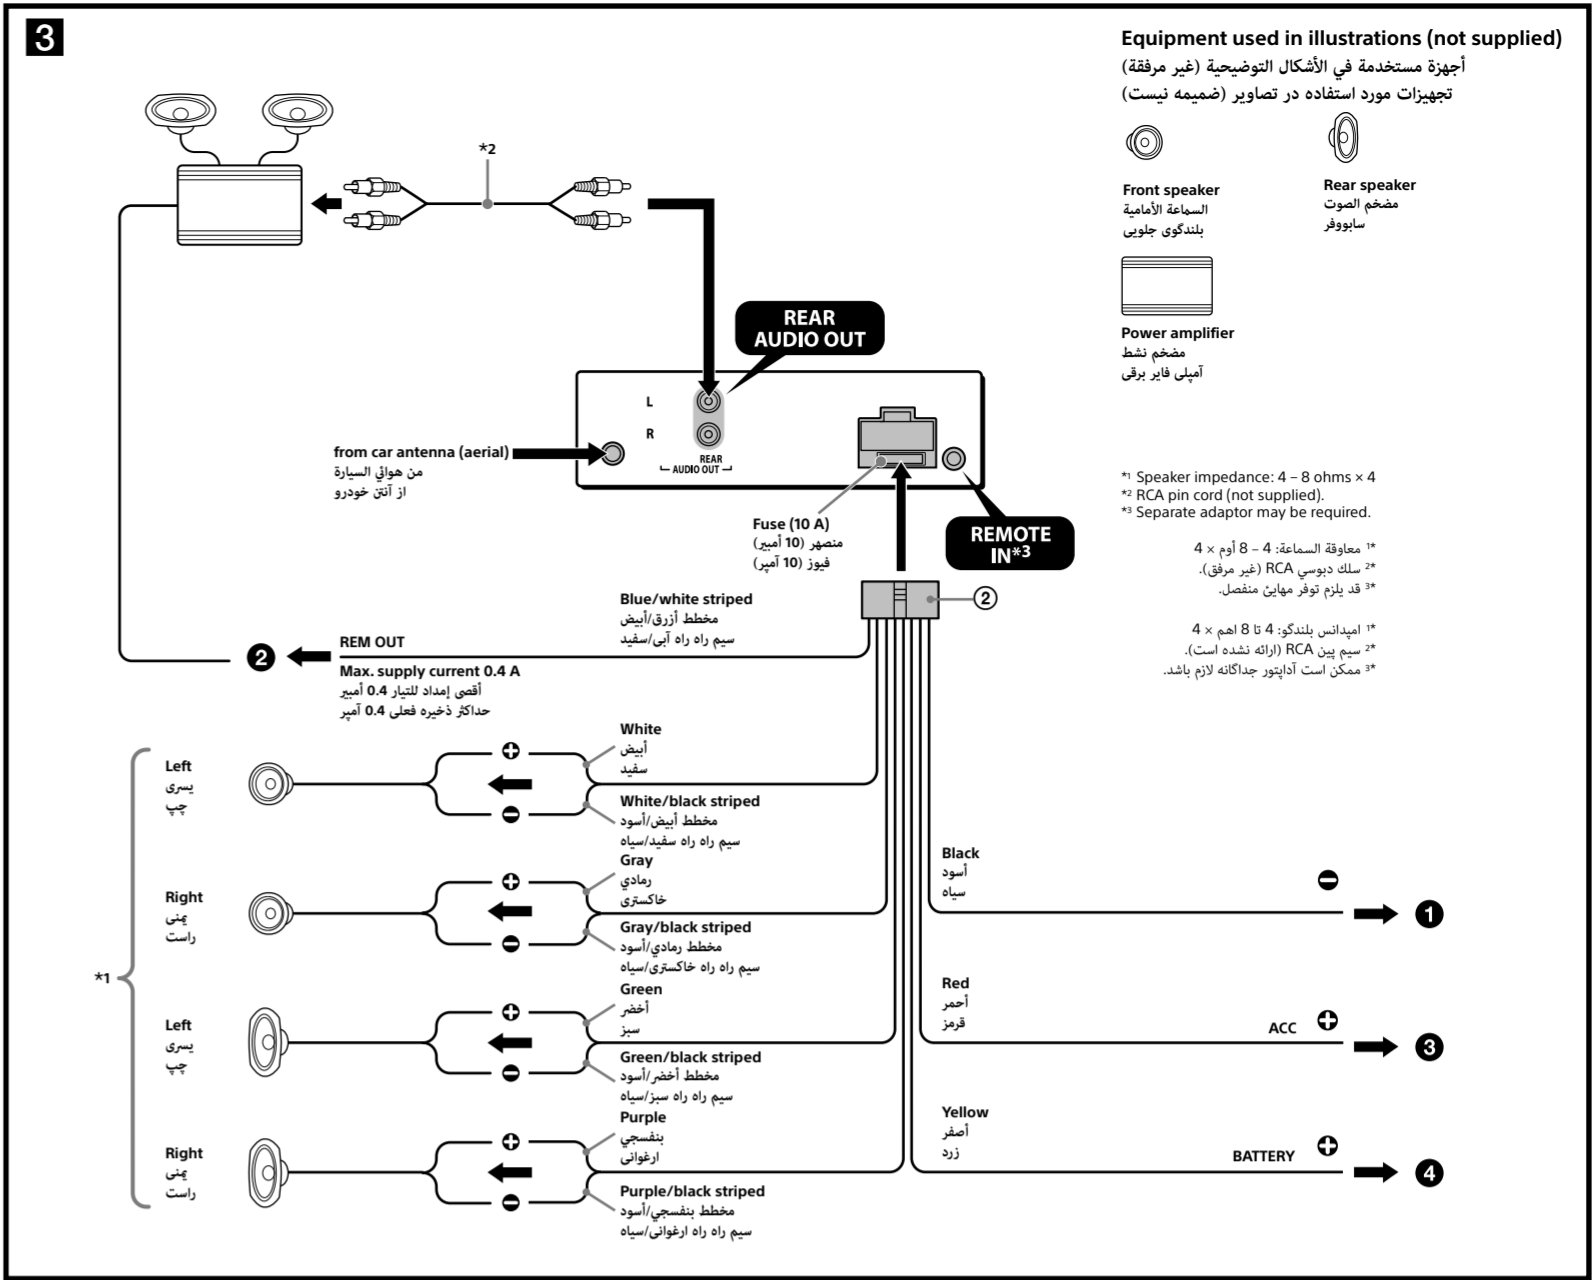 3
Equipment used in illustrations (not supplied)
أجهزة مستخدمة في الأشكال التوضيحية (غير مرفقة)
تجهیزات مورد استفاده در تصاویر (ضمیمه نیست)
Front speaker
السماعة الأمامية
بلندگوی جلویی
Rear speaker
مضخم الصوت
سابووفر
Power amplifier
مضخم نشط
آمپلی فایر برقی
*2
REAR
AUDIO OUT
L
R
REAR
AUDIO OUT
from car antenna (aerial)
من هوائي السيارة
از آنتن خودرو
Fuse (10 A)
منصهر (10 أمبير)
فیوز (10 آمپر)
REMOTE
IN*3
*1 Speaker impedance: 4 – 8 ohms × 4
*2 RCA pin cord (not supplied).
*3 Separate adaptor may be required.
*1 معاوقة السماعة: 4 – 8 أوم × 4
*2 سلك دبوسي RCA (غير مرفق).
*3 قد يلزم توفر مهايئ منفصل.
*1 امپدانس بلندگو: 4 تا 8 اهم × 4
*2 سیم پین RCA (ارائه نشده است).
*3 ممکن است آداپتور جداگانه لازم باشد.
②
Blue/white striped
مخطط أزرق/أبيض
سیم راه راه آبی/سفید
2
REM OUT
Max. supply current 0.4 A
أقصى إمداد للتيار 0.4 أمبير
حداکثر ذخیره فعلی 0.4 آمپر
*1
Left
يسرى
چپ
+
−
White
أبيض
سفید
White/black striped
مخطط أبيض/أسود
سیم راه راه سفید/سیاه
Right
يمنى
راست
+
−
Gray
رمادي
خاکستری
Gray/black striped
مخطط رمادي/أسود
سیم راه راه خاکستری/سیاه
Left
يسرى
چپ
+
−
Green
أخضر
سبز
Green/black striped
مخطط أخضر/أسود
سیم راه راه سبز/سیاه
Right
يمنى
راست
+
−
Purple
بنفسجي
ارغوانی
Purple/black striped
مخطط بنفسجي/أسود
سیم راه راه ارغوانی/سیاه
Black
أسود
سیاه
−
1
Red
أحمر
قرمز
ACC
+
3
Yellow
أصفر
زرد
BATTERY
+
4